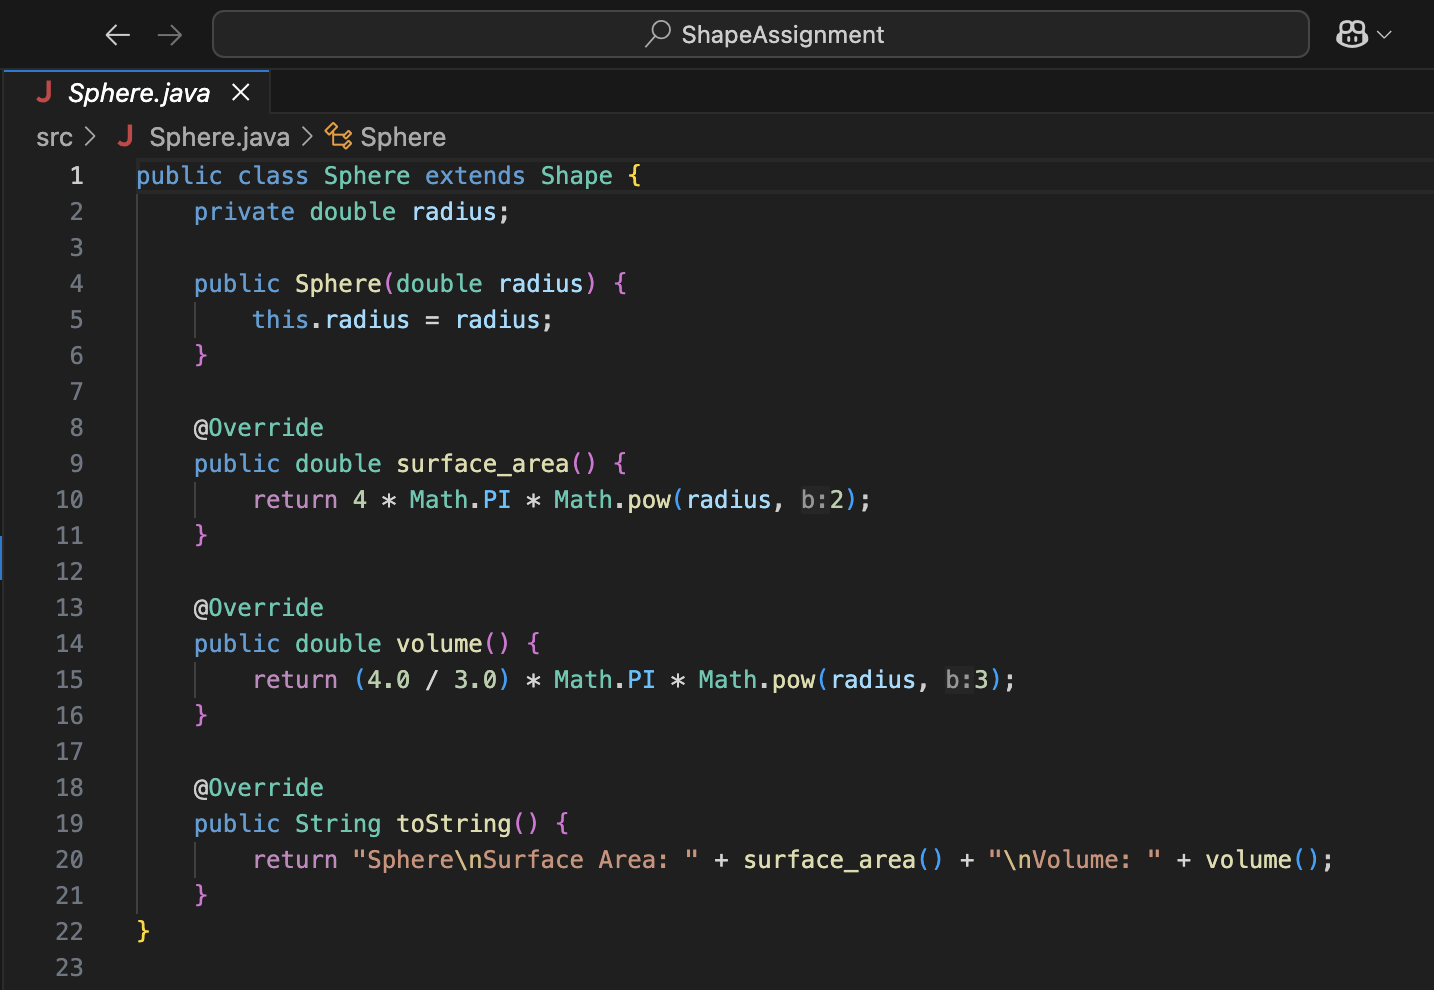 ShapeAssignment
J Sphere.java ×
src > J Sphere.java > Sphere
1 public class Sphere extends Shape {
2     private double radius;
3
4     public Sphere(double radius) {
5         this.radius = radius;
6     }
7
8     @Override
9     public double surface_area() {
10         return 4 * Math.PI * Math.pow(radius, b:2);
11     }
12
13     @Override
14     public double volume() {
15         return (4.0 / 3.0) * Math.PI * Math.pow(radius, b:3);
16     }
17
18     @Override
19     public String toString() {
20         return "Sphere\nSurface Area: " + surface_area() + "\nVolume: " + volume();
21     }
22 }
23